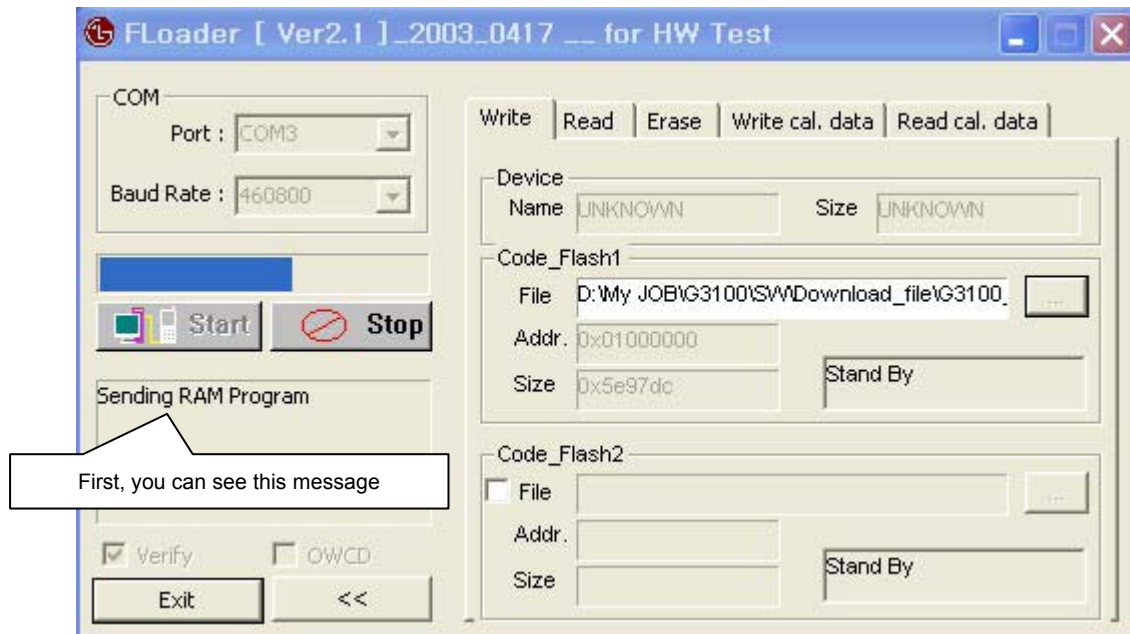 FLoader [ Ver2.1 ]_2003_0417 __ for HW Test
COM
Port : COM3
Baud Rate : 460800
Start Stop
Sending RAM Program
First, you can see this message
Verify OWCD
Exit <<
Write Read Erase Write cal. data Read cal. data
Device
Name UNKNOWN Size UNKNOWN
Code_Flash1
File D:\My JOB\G3100\SW\Download_file\G3100_ ...
Addr. 0x01000000
Size 0x5e97dc
Stand By
Code_Flash2
File ...
Addr.
Size
Stand By